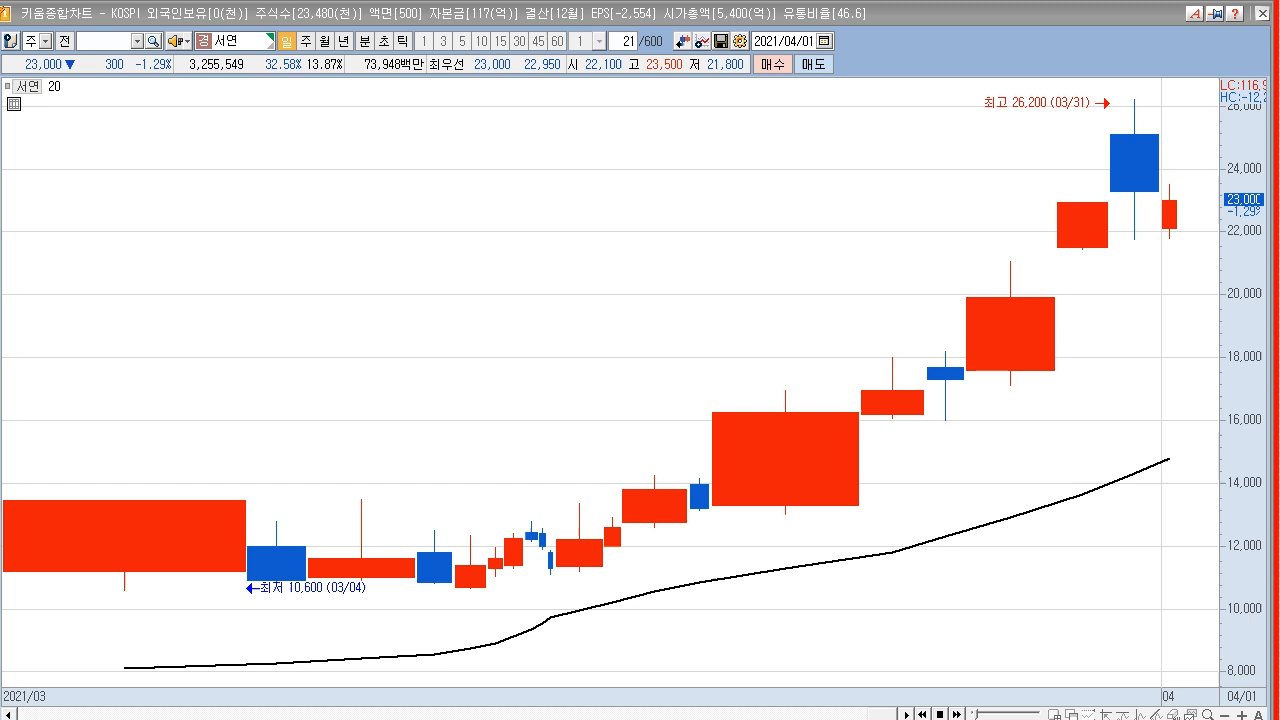 키움종합차트 - KOSPI 외국인보유[0(천)] 주식수[23,480(천)] 액면[500] 자본금[117(억)] 결산[12월] EPS[-2,554] 시가총액[5,400(억)] 유통비율[46.6]
주 전 경 서연 일 주 월 년 분 초 틱 1 3 5 10 15 30 45 60 1 21 /600 2021/04/01
23,000 ▼ 300 -1.29% 3,255,549 32.58% 13.87% 73,948백만 최우선 23,000 22,950 시 22,100 고 23,500 저 21,800 매수 매도
서연 20
LC:116,9
HC:-12,2
최고 26,200 (03/31)
26,000
24,000
23,000
-1.29%
22,000
20,000
18,000
16,000
14,000
12,000
최저 10,600 (03/04)
10,000
8,000
2021/03 04 04/01